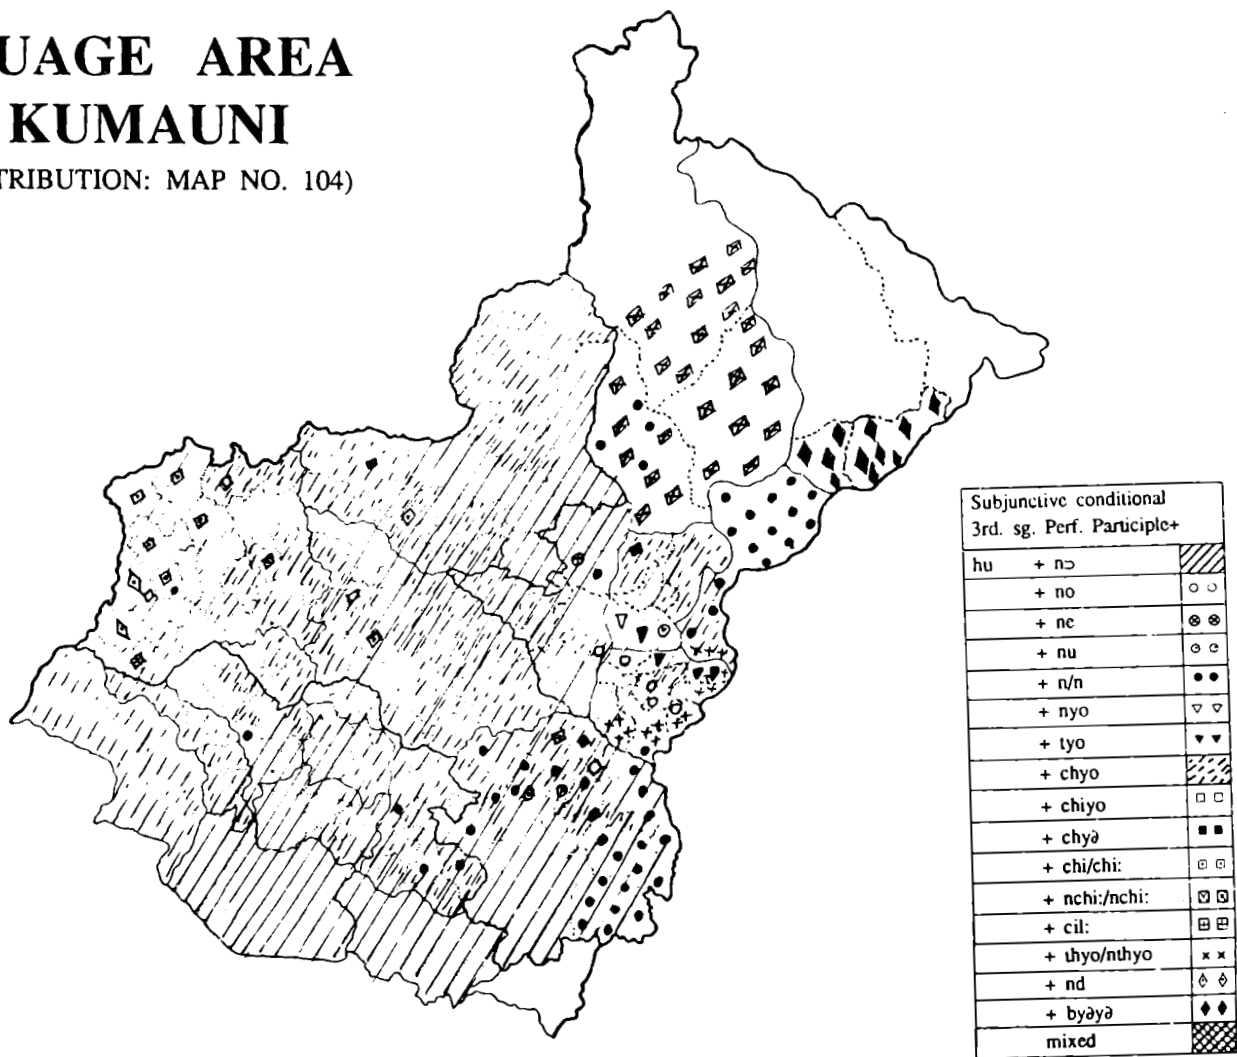 UAGE AREA
KUMAUNI
TRIBUTION: MAP NO. 104)
Subjunctive conditional
3rd. sg. Perf. Participle+
hu + nɔ
+ no
+ ne
+ nu
+ n/n
+ nyo
+ tyo
+ chyo
+ chiyo
+ chyə
+ chi/chi:
+ nchi:/nchi:
+ cil:
+ thyo/nthyo
+ nd
+ byəyə
mixed